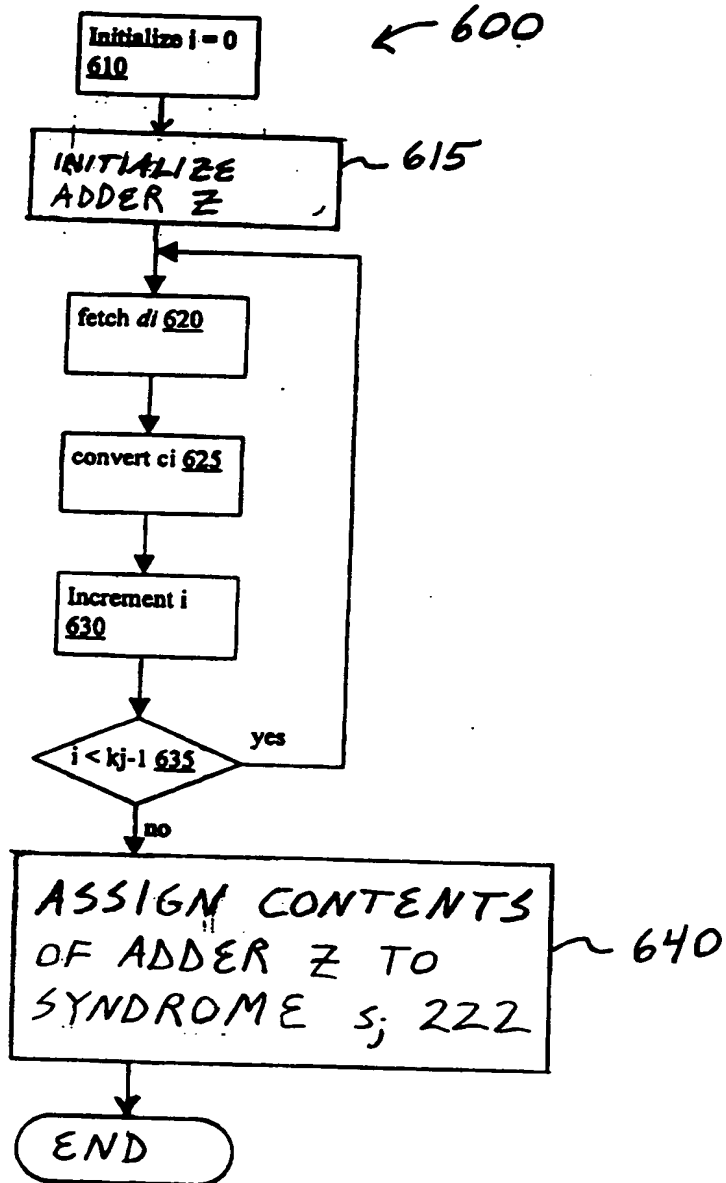 Initialize i = 0
610
600
INITIALIZE
ADDER Z
615
fetch di 620
convert ci 625
Increment i
630
i < kj-1 635
yes
no
ASSIGN CONTENTS
OF ADDER Z TO
SYNDROME sj 222
640
END